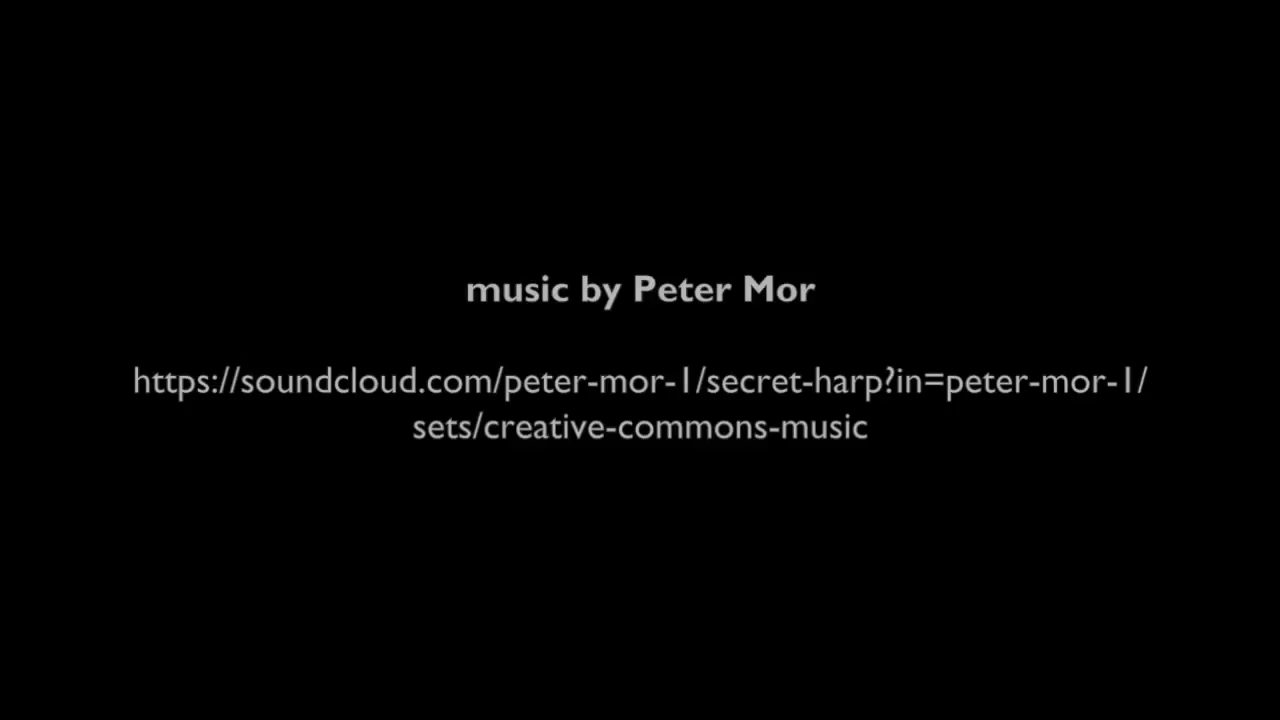 music by Peter Mor
https://soundcloud.com/peter-mor-1/secret-harp?in=peter-mor-1/
sets/creative-commons-music